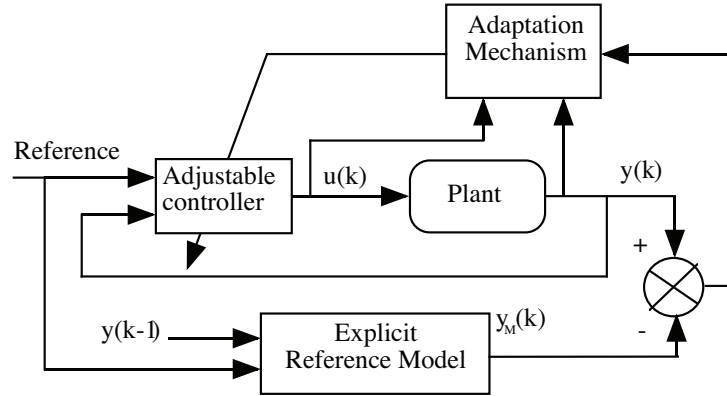 Adaptation
Mechanism
Reference
Adjustable
controller
u(k)
Plant
y(k)
+
-
y(k-1)
Explicit
Reference Model
y_M(k)